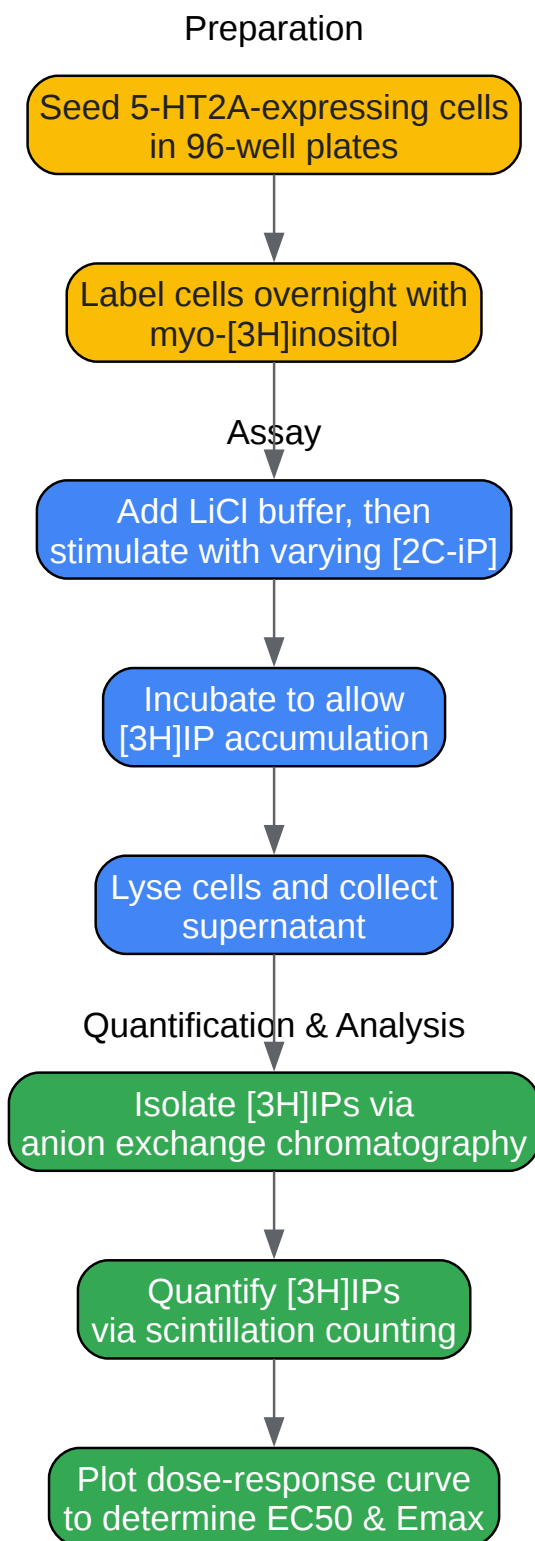 Preparation
Seed 5-HT2A-expressing cells
in 96-well plates
Label cells overnight with
myo-[3H]inositol
Assay
Add LiCl buffer, then
stimulate with varying [2C-iP]
Incubate to allow
[3H]IP accumulation
Lyse cells and collect
supernatant
Quantification & Analysis
Isolate [3H]IPs via
anion exchange chromatography
Quantify [3H]IPs
via scintillation counting
Plot dose-response curve
to determine EC50 & Emax